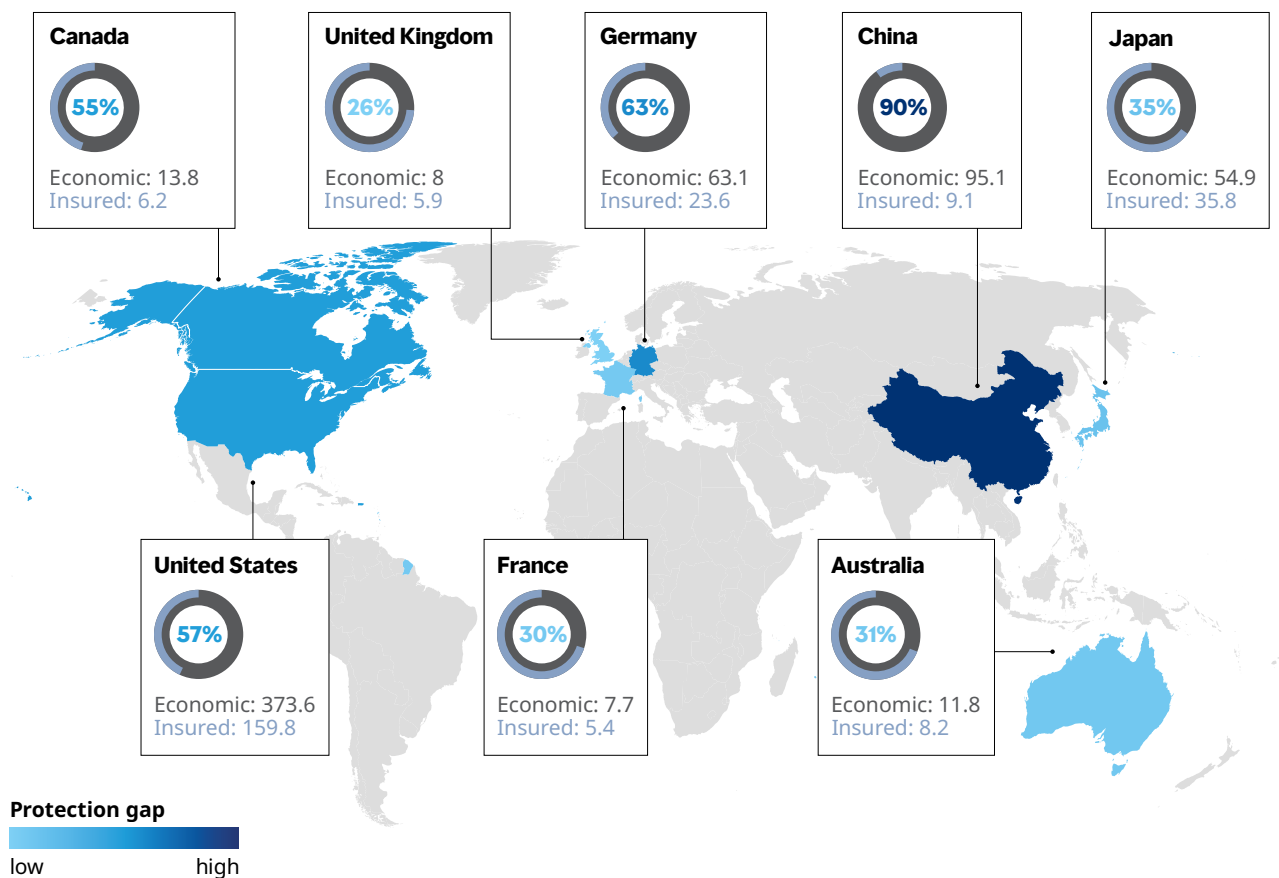 Canada
55%
Economic: 13.8
Insured: 6.2
United Kingdom
26%
Economic: 8
Insured: 5.9
Germany
63%
Economic: 63.1
Insured: 23.6
China
90%
Economic: 95.1
Insured: 9.1
Japan
35%
Economic: 54.9
Insured: 35.8
United States
57%
Economic: 373.6
Insured: 159.8
France
30%
Economic: 7.7
Insured: 5.4
Australia
31%
Economic: 11.8
Insured: 8.2
Protection gap
low high